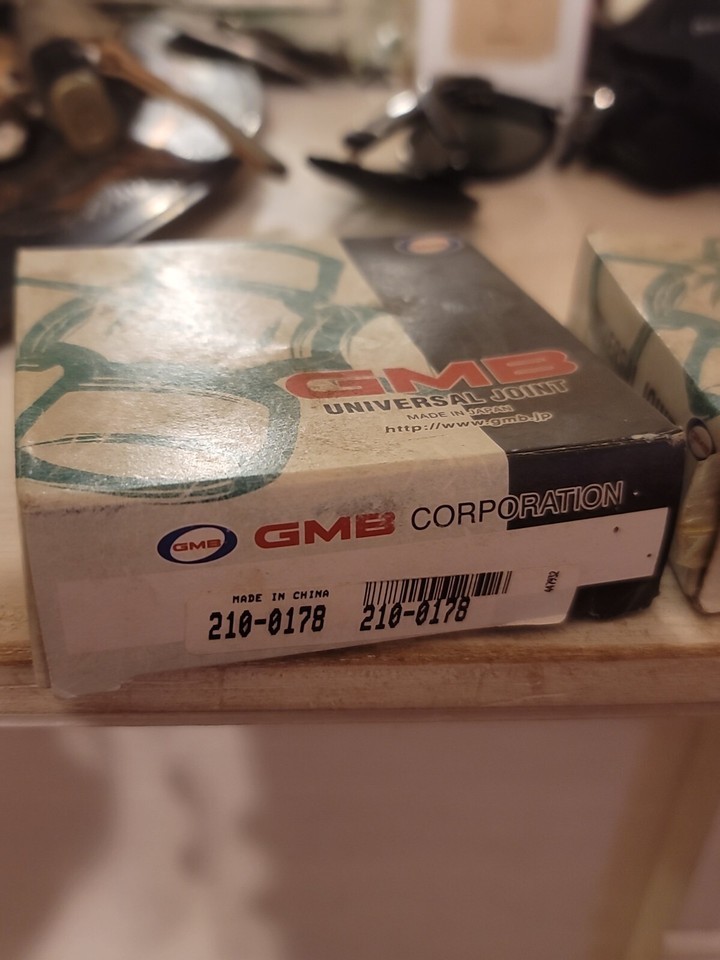 GMB
UNIVERSAL JOINT
MADE IN JAPAN
http://www.gmb.jp
GMB GMB CORPORATION
MADE IN CHINA
210-0178 210-0178